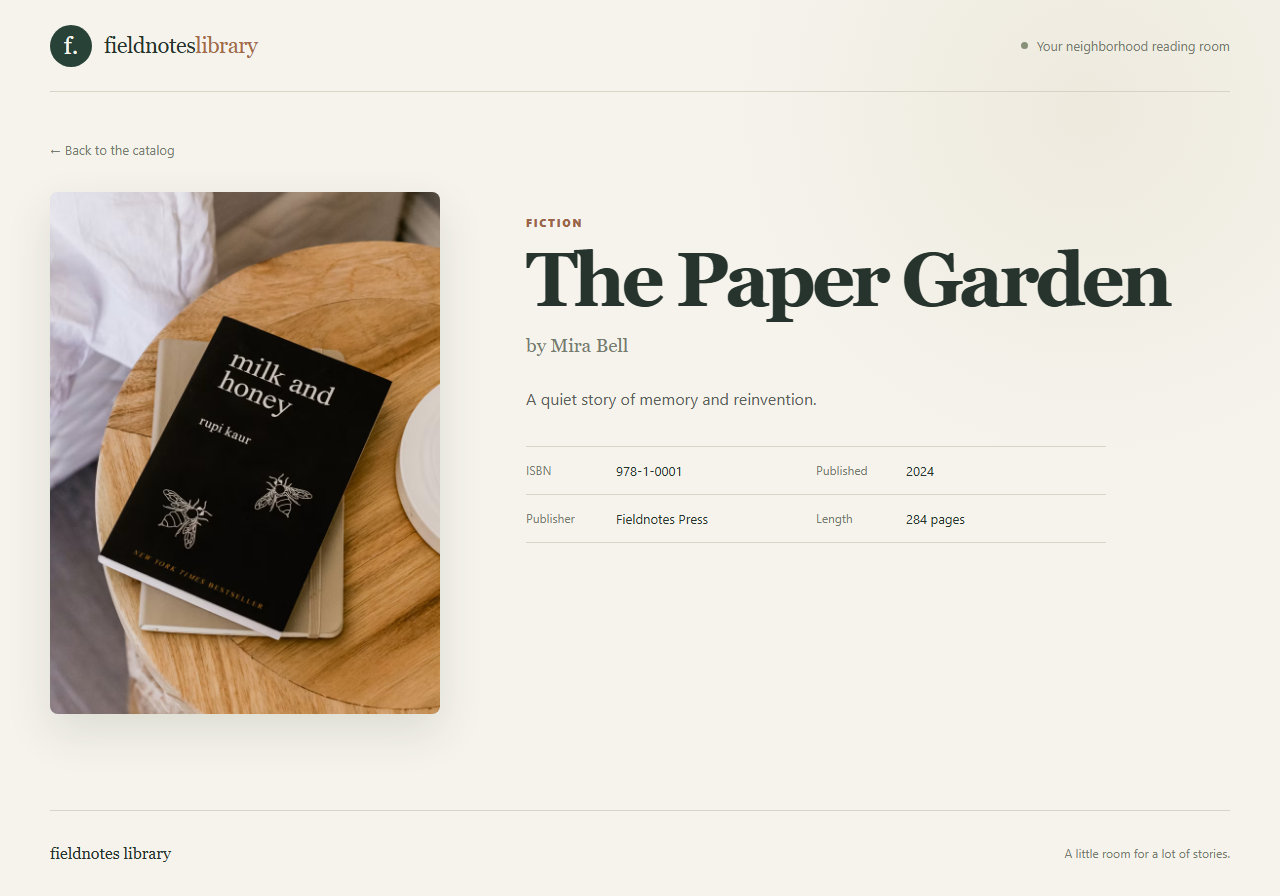 f. fieldnoteslibrary
Your neighborhood reading room
← Back to the catalog
milk and
honey
rupi kaur
NEW YORK TIMES BESTSELLER
FICTION
The Paper Garden
by Mira Bell
A quiet story of memory and reinvention.
ISBN 978-1-0001 Published 2024
Publisher Fieldnotes Press Length 284 pages
fieldnotes library
A little room for a lot of stories.